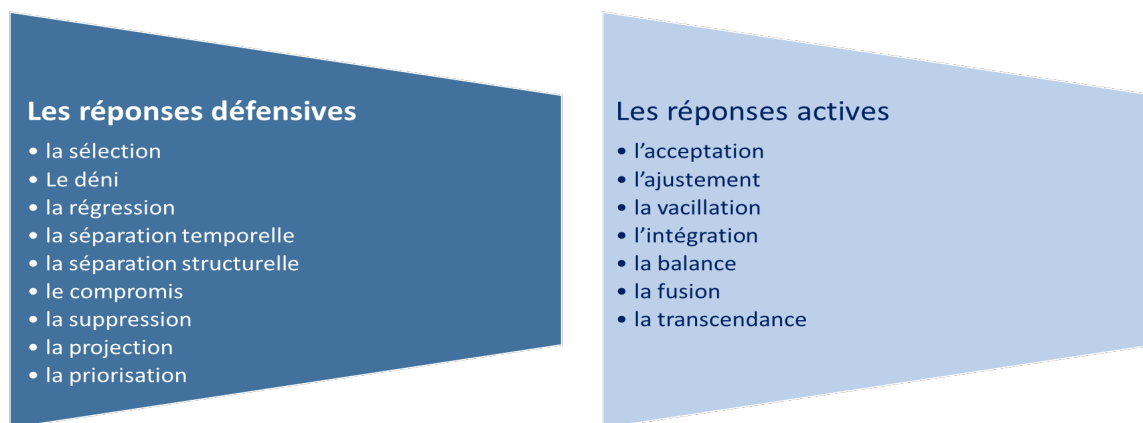 Les réponses défensives
• la sélection
• Le déni
• la régression
• la séparation temporelle
• la séparation structurelle
• le compromis
• la suppression
• la projection
• la priorisation
Les réponses actives
• l’acceptation
• l’ajustement
• la vacillation
• l’intégration
• la balance
• la fusion
• la transcendance